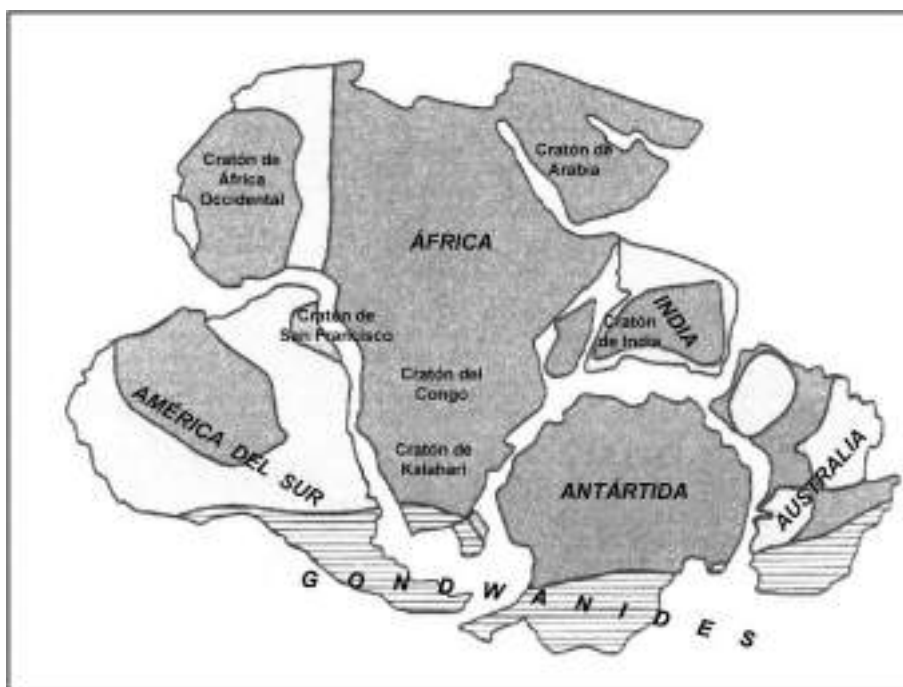 Cratón de
África
Occidental
Cratón de
Arabia
ÁFRICA
INDIA
Cratón de
San Francisco
Cratón
de India
Cratón del
Congo
AMÉRICA DEL SUR
Cratón de
Kalahari
ANTÁRTIDA
AUSTRALIA
GONDWANIDES